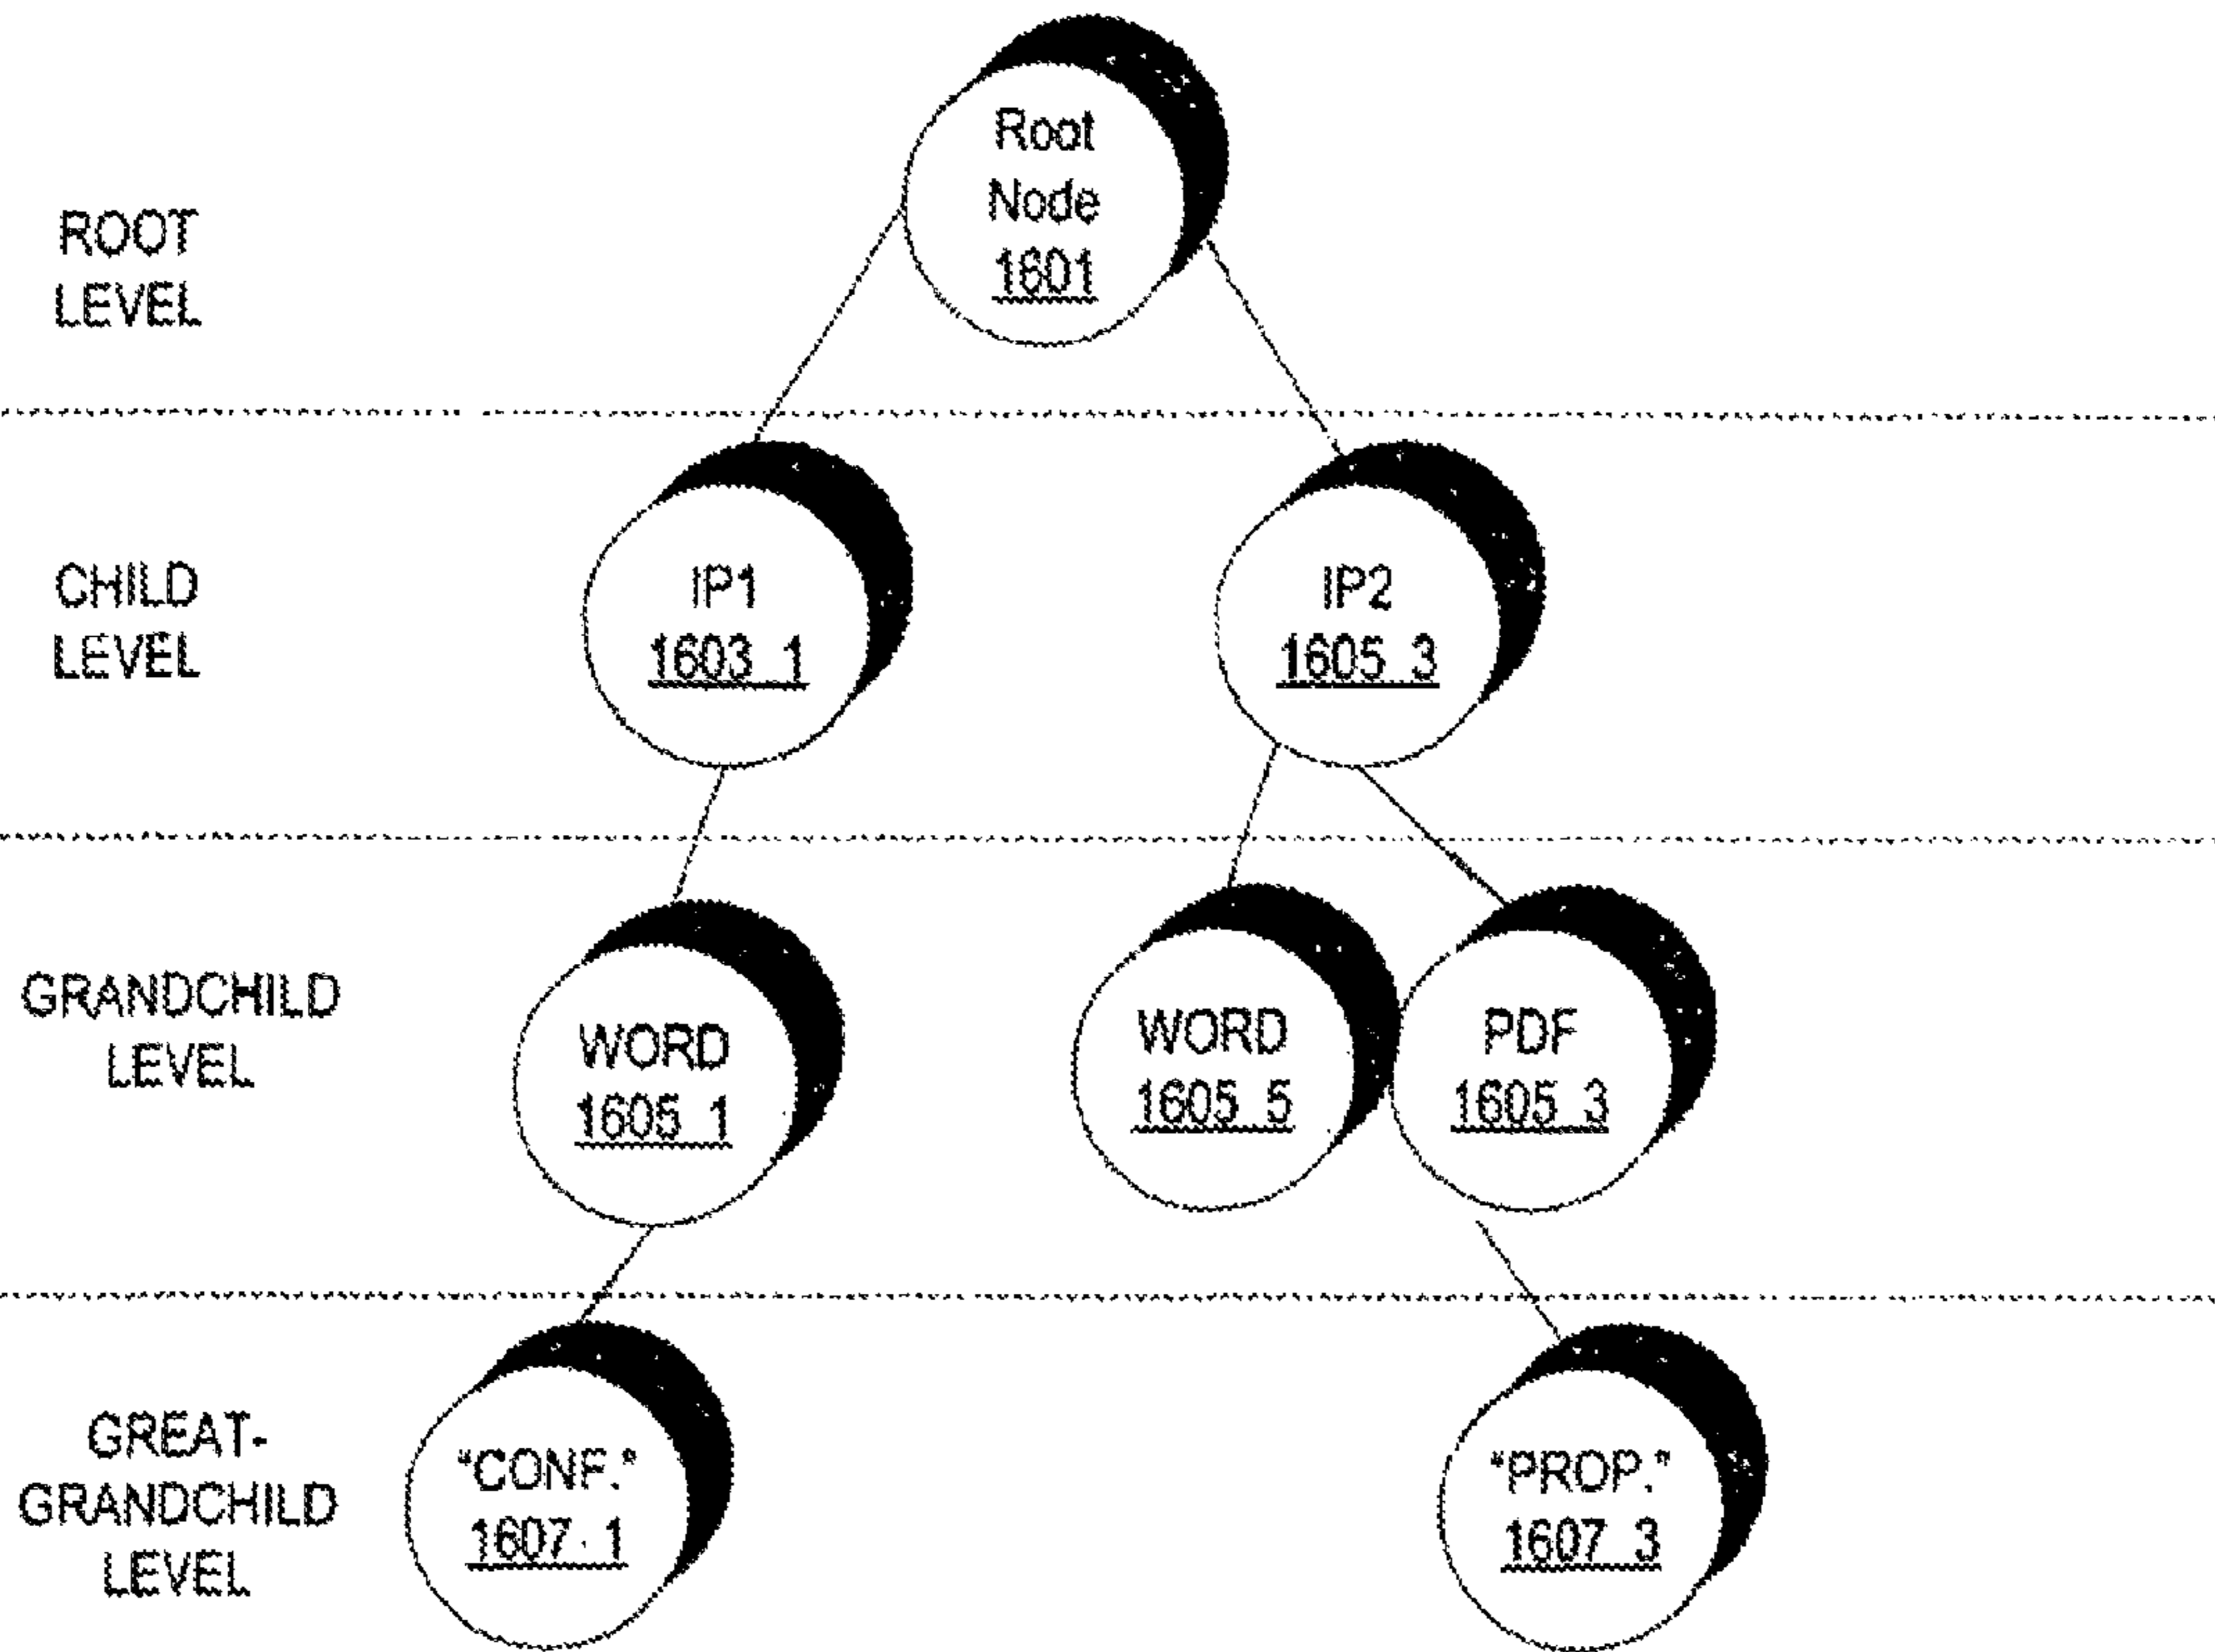 Root
Node
1601
ROOT
LEVEL
CHILD
LEVEL
IP1
1603_1
IP2
1605_3
GRANDCHILD
LEVEL
WORD
1605_1
WORD
1605_5
PDF
1605_3
GREAT-
GRANDCHILD
LEVEL
"CONF."
1607_1
"PROP."
1607_3